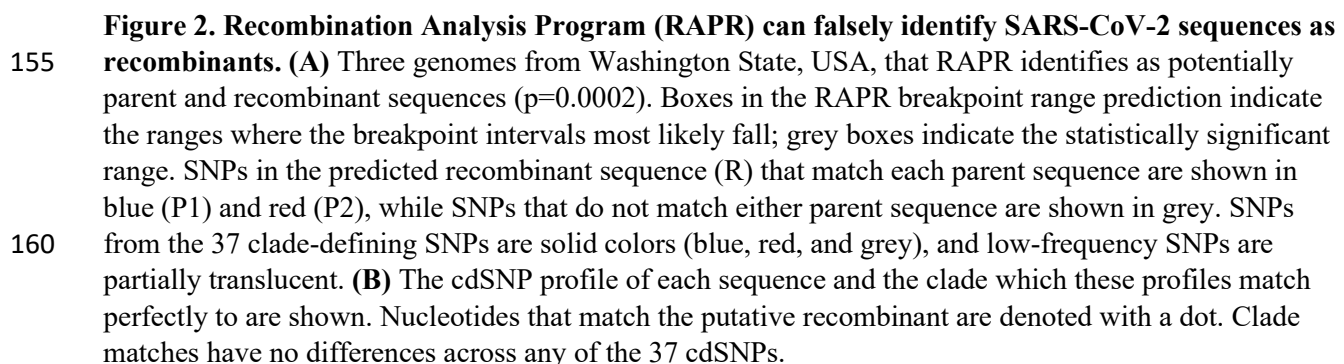 Figure 2. Recombination Analysis Program (RAPR) can falsely identify SARS-CoV-2 sequences as
155 recombinants. (A) Three genomes from Washington State, USA, that RAPR identifies as potentially
parent and recombinant sequences (p=0.0002). Boxes in the RAPR breakpoint range prediction indicate
the ranges where the breakpoint intervals most likely fall; grey boxes indicate the statistically significant
range. SNPs in the predicted recombinant sequence (R) that match each parent sequence are shown in
blue (P1) and red (P2), while SNPs that do not match either parent sequence are shown in grey. SNPs
160 from the 37 clade-defining SNPs are solid colors (blue, red, and grey), and low-frequency SNPs are
partially translucent. (B) The cdSNP profile of each sequence and the clade which these profiles match
perfectly to are shown. Nucleotides that match the putative recombinant are denoted with a dot. Clade
matches have no differences across any of the 37 cdSNPs.